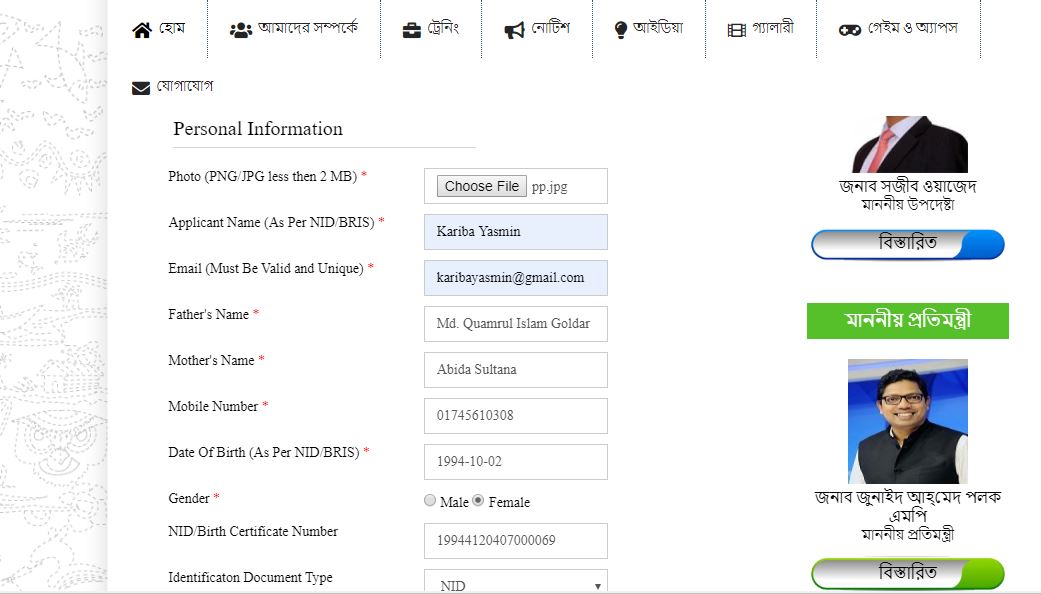 হোম আমাদের সম্পর্কে ট্রেনিং নোটিশ আইডিয়া গ্যালারী গেইম ও অ্যাপস
যোগাযোগ
Personal Information
Photo (PNG/JPG less then 2 MB) * Choose File pp.jpg
Applicant Name (As Per NID/BRIS) * Kariba Yasmin
Email (Must Be Valid and Unique) * karibayasmin@gmail.com
Father's Name * Md. Quamrul Islam Goldar
Mother's Name * Abida Sultana
Mobile Number * 01745610308
Date Of Birth (As Per NID/BRIS) * 1994-10-02
Gender * Male Female
NID/Birth Certificate Number 19944120407000069
Identificaton Document Type NID
জনাব সজীব ওয়াজেদ
মাননীয় উপদেষ্টা
বিস্তারিত
মাননীয় প্রতিমন্ত্রী
জনাব জুনাইদ আহ্‌মেদ পলক
এমপি
মাননীয় প্রতিমন্ত্রী
বিস্তারিত